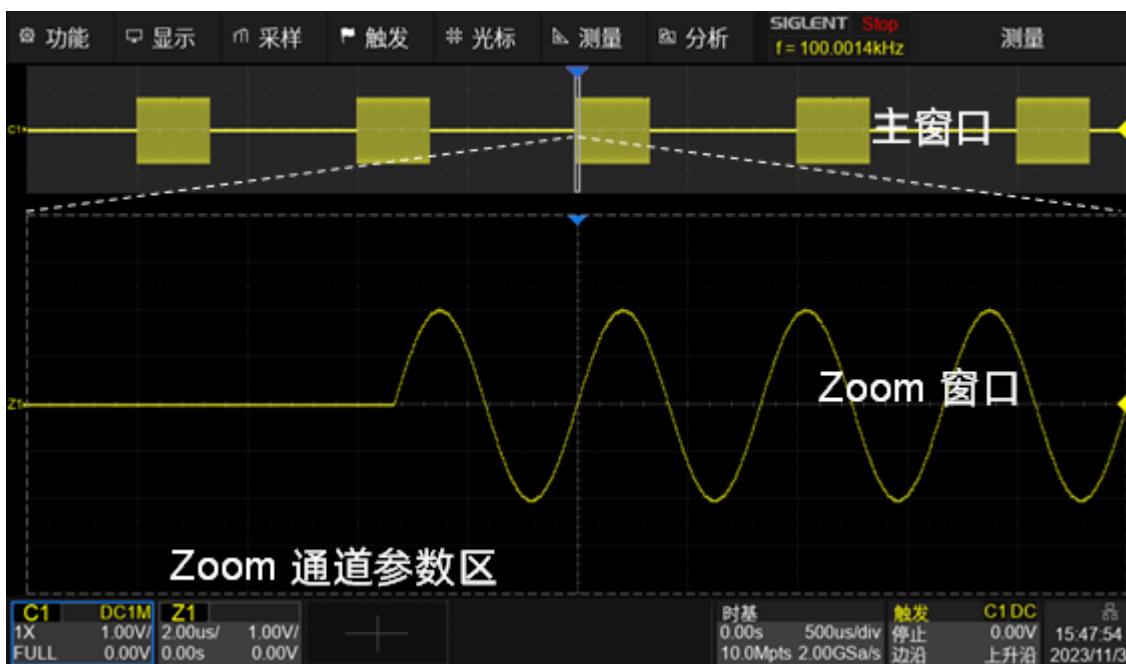 功能 显示 采样 触发 光标 测量 分析 SIGLENT Stop 测量
f = 100.0014kHz
C1
主窗口
Z1
Zoom 窗口
Zoom 通道参数区
C1 DC1M Z1 时基 触发 C1 DC
1X 1.00V/ 2.00us/ 1.00V/ 0.00s 500us/div 停止 0.00V 15:47:54
FULL 0.00V 0.00s 0.00V 10.0Mpts 2.00GSa/s 边沿 上升沿 2023/11/3